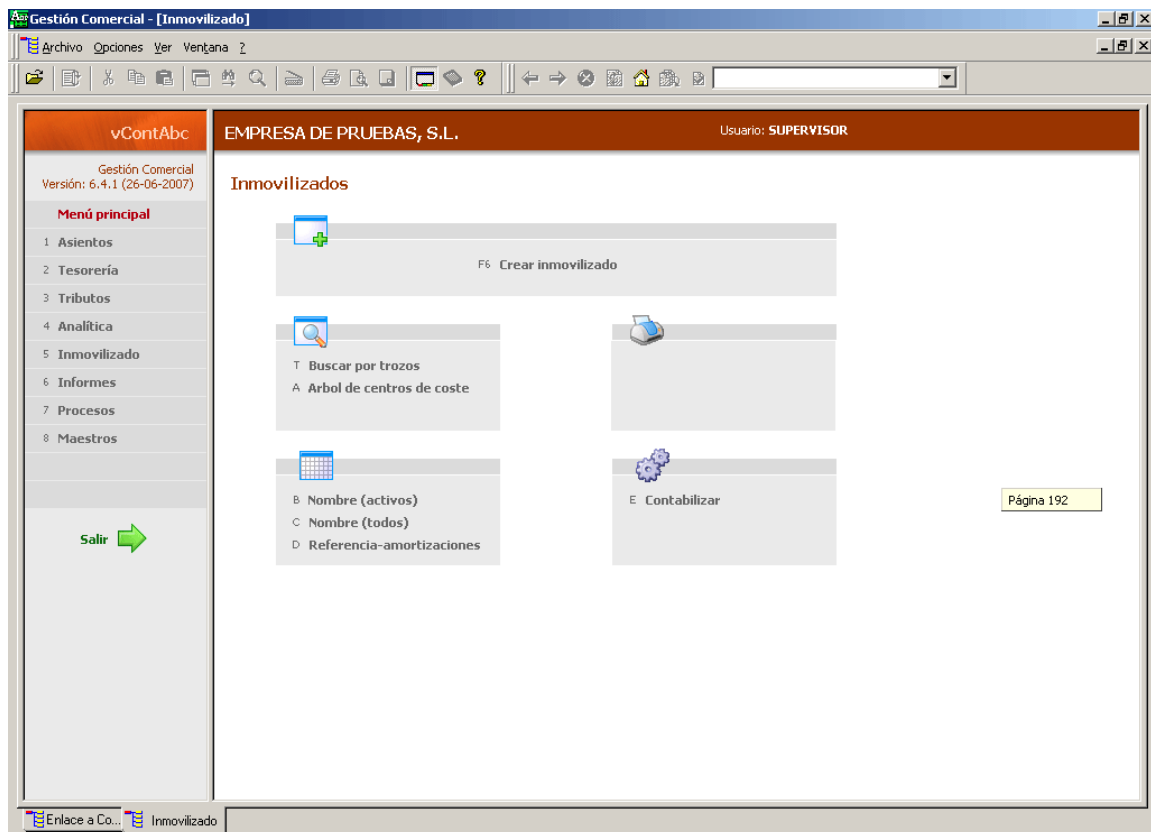 Gestión Comercial - [Inmovilizado]
Archivo Opciones Ver Ventana ?
vContAbc
EMPRESA DE PRUEBAS, S.L.
Usuario: SUPERVISOR
Gestión Comercial
Versión: 6.4.1 (26-06-2007)
Inmovilizados
Menú principal
1 Asientos
2 Tesorería
3 Tributos
4 Analítica
5 Inmovilizado
6 Informes
7 Procesos
8 Maestros
Salir
F6 Crear inmovilizado
T Buscar por trozos
A Arbol de centros de coste
B Nombre (activos)
C Nombre (todos)
D Referencia-amortizaciones
E Contabilizar
Página 192
Enlace a Co...
Inmovilizado